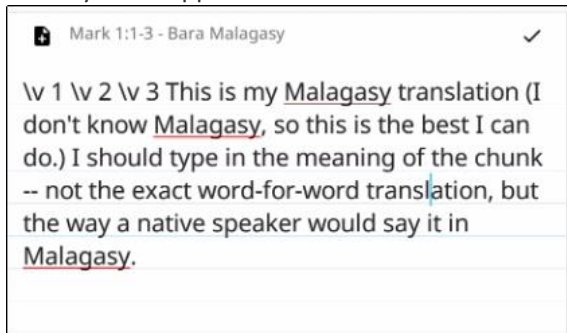 Mark 1:1-3 - Bara Malagasy
\v 1 \v 2 \v 3 This is my Malagasy translation (I
don't know Malagasy, so this is the best I can
do.) I should type in the meaning of the chunk
-- not the exact word-for-word translation, but
the way a native speaker would say it in
Malagasy.